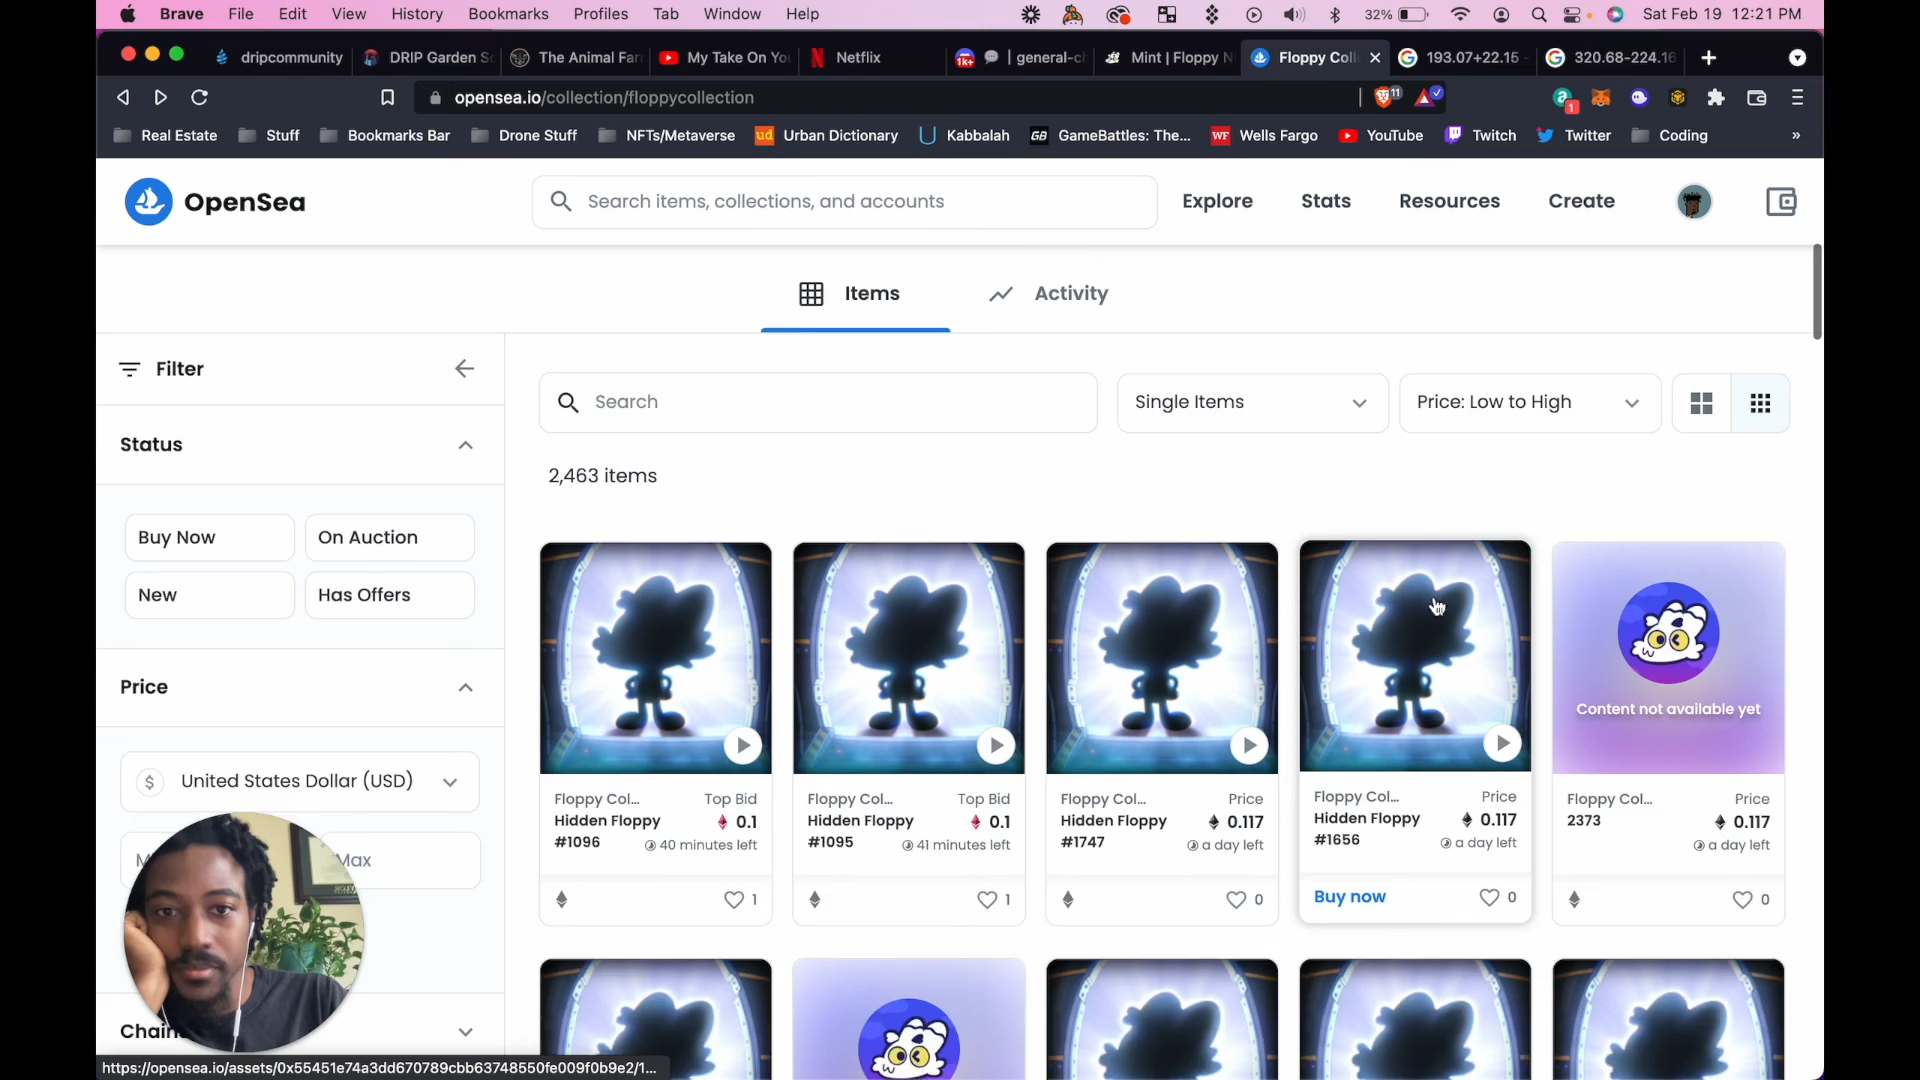 Brave File Edit View History Bookmarks Profiles Tab Window Help 32% Sat Feb 19 12:21 PM
dripcommunity DRIP Garden The Animal Far My Take On Yo Netflix 1k+ | general-ch Mint | Floppy N Floppy Coll 193.07+22.15 320.68-224.16
opensea.io/collection/floppycollection 11 1
Real Estate Stuff Bookmarks Bar Drone Stuff NFTs/Metaverse ud Urban Dictionary Kabbalah GB GameBattles: The... WF Wells Fargo YouTube Twitch Twitter Coding »
OpenSea Search items, collections, and accounts Explore Stats Resources Create
Items Activity
Filter
Search Single Items Price: Low to High
Status
2,463 items
Buy Now On Auction
New Has Offers
Price
Content not available yet
$ United States Dollar (USD)
Max
Chain
Floppy Col... Top Bid
Hidden Floppy 0.1
#1096 40 minutes left
1
Floppy Col... Top Bid
Hidden Floppy 0.1
#1095 41 minutes left
1
Floppy Col... Price
Hidden Floppy 0.117
#1747 a day left
0
Floppy Col... Price
Hidden Floppy 0.117
#1656 a day left
Buy now 0
Floppy Col... Price
2373 0.117
a day left
0
https://opensea.io/assets/0x55451e74a3dd670789cbb63748550fe009f0b9e2/1...